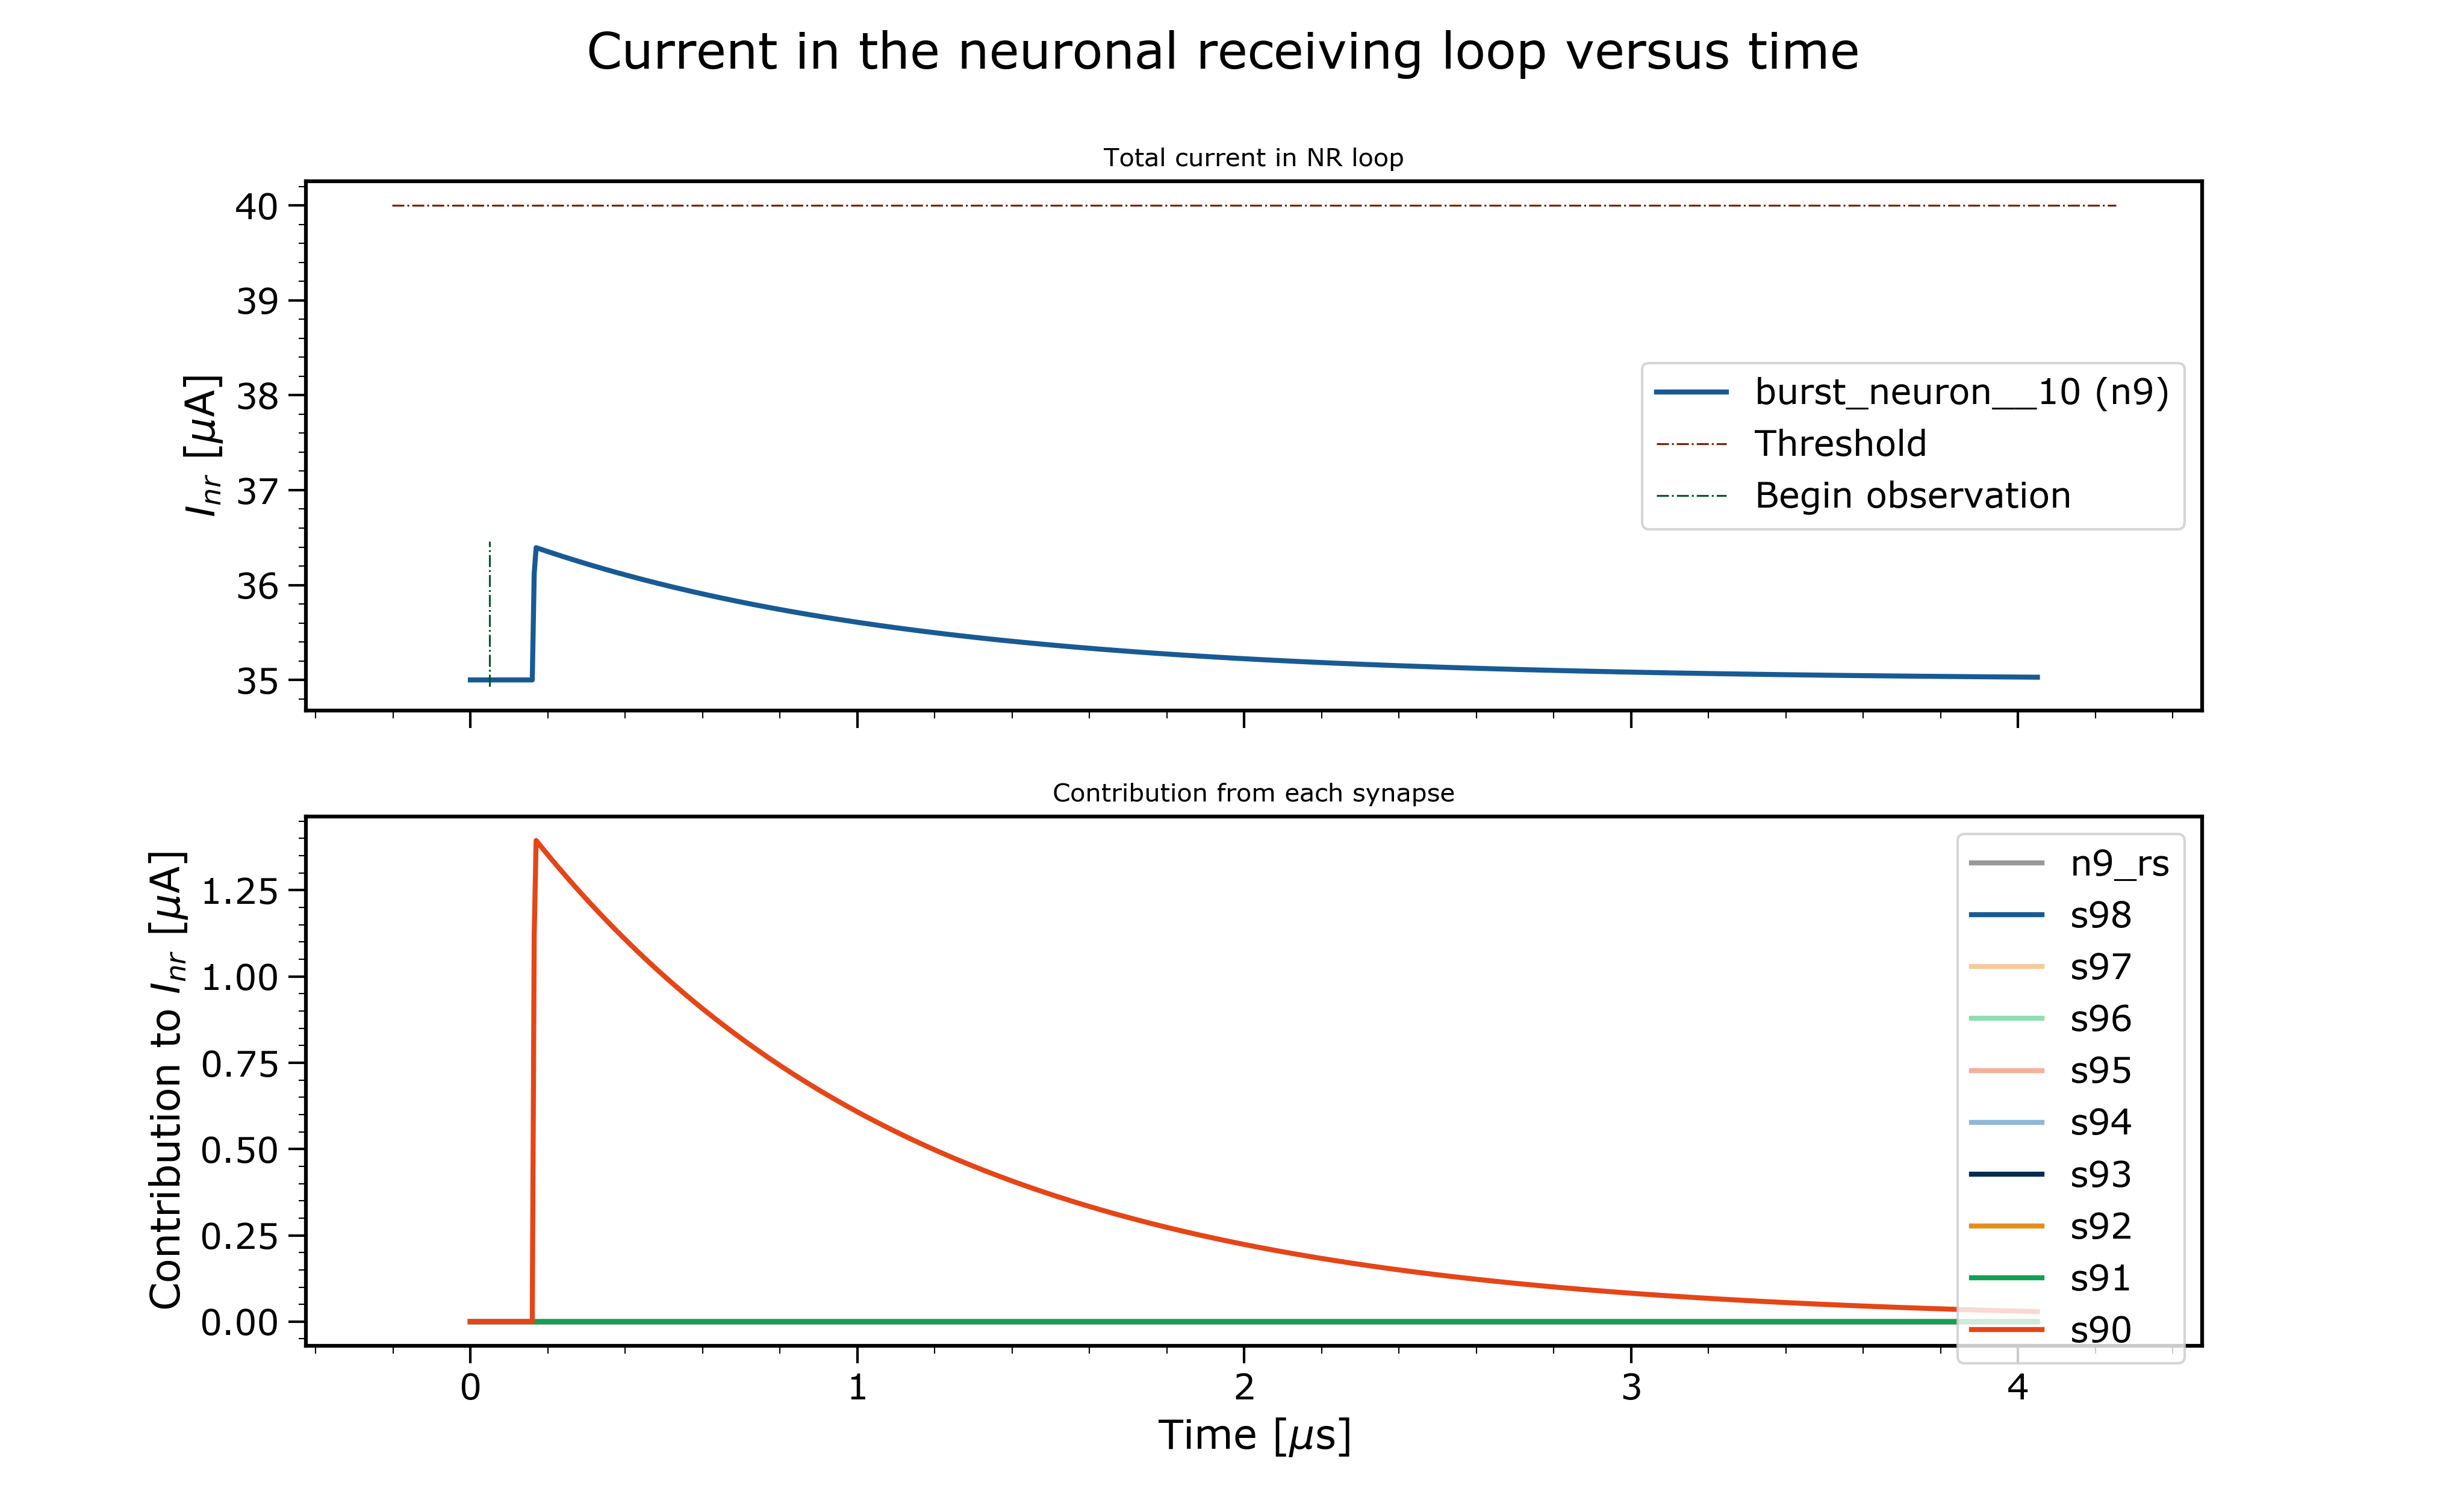 Current in the neuronal receiving loop versus time
Total current in NR loop
40
39
38
37
36
35
I_nr [μA]
burst_neuron__10 (n9)
Threshold
Begin observation
Contribution from each synapse
1.25
1.00
0.75
0.50
0.25
0.00
Contribution to I_nr [μA]
n9_rs
s98
s97
s96
s95
s94
s93
s92
s91
s90
0 1 2 3 4
Time [μs]